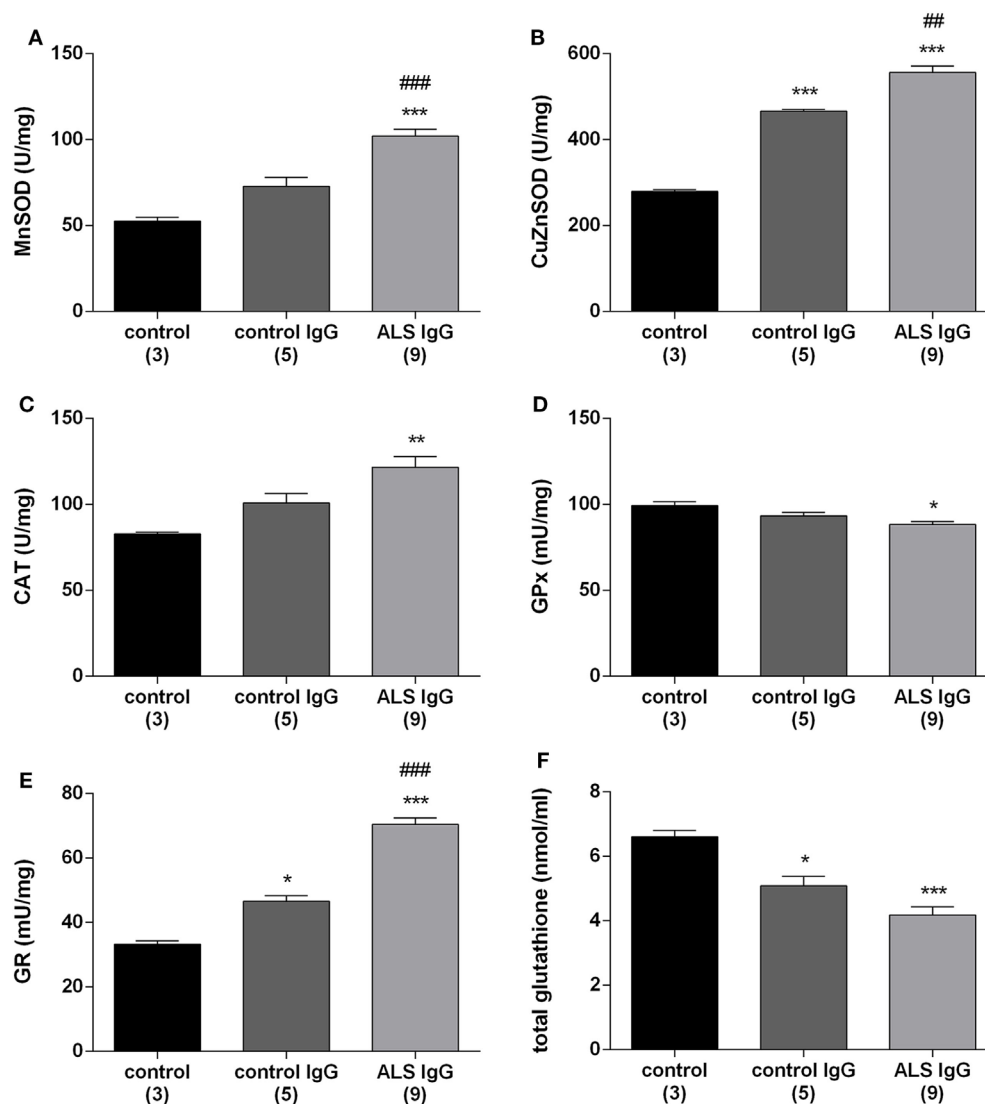 A
MnSOD (U/mg)
150
100
50
0
###
***
control
(3)
control IgG
(5)
ALS IgG
(9)
B
CuZnSOD (U/mg)
600
400
200
0
***
##
***
control
(3)
control IgG
(5)
ALS IgG
(9)
C
CAT (U/mg)
150
100
50
0
**
control
(3)
control IgG
(5)
ALS IgG
(9)
D
GPx (mU/mg)
150
100
50
0
*
control
(3)
control IgG
(5)
ALS IgG
(9)
E
GR (mU/mg)
80
60
40
20
0
*
###
***
control
(3)
control IgG
(5)
ALS IgG
(9)
F
total glutathione (nmol/ml)
8
6
4
2
0
*
***
control
(3)
control IgG
(5)
ALS IgG
(9)